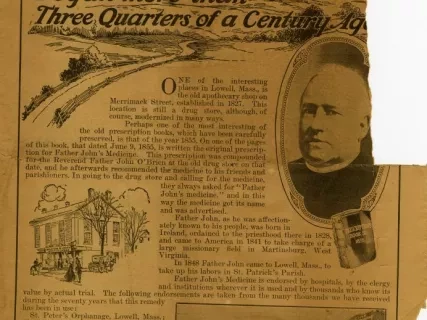 Three Quarters of a Century Ago
ONE of the interesting
places in Lowell, Mass., is
the old apothecary shop on
Merrimack Street, established in 1827. This
location is still a drug store, although, of
course, modernized in many ways.
Perhaps one of the most interesting of
the old prescription books, which have been carefully
preserved, is that of the year 1855. On one of the pages
of this book, that dated June 9, 1855, is written the original prescrip-
tion for Father John's Medicine. This prescription was compounded
for the Reverend Father John O'Brien at the old drug store on that
date, and he afterwards recommended the medicine to his friends and
parishioners. In going to the drug store and calling for the medicine,
they always asked for "Father
John's medicine," and in this
way the medicine got its name
and was advertised.
Father John, as he was affection-
ately known to his people, was born in
Ireland, ordained to the priesthood there in 1828,
and came to America in 1841 to take charge of a
large missionary field in Martinsburg, West
Virginia.
In 1848 Father John came to Lowell, Mass., to
take up his labors in St. Patrick's Parish.
Father John's Medicine is endorsed by hospitals, by the clergy
and institutions wherever it is used and by thousands who know its
value by actual trial. The following endorsements are taken from the many thousands we have received
during the seventy years that this remedy
has been in use:
St. Peter's Orphanage, Lowell, Mass.: